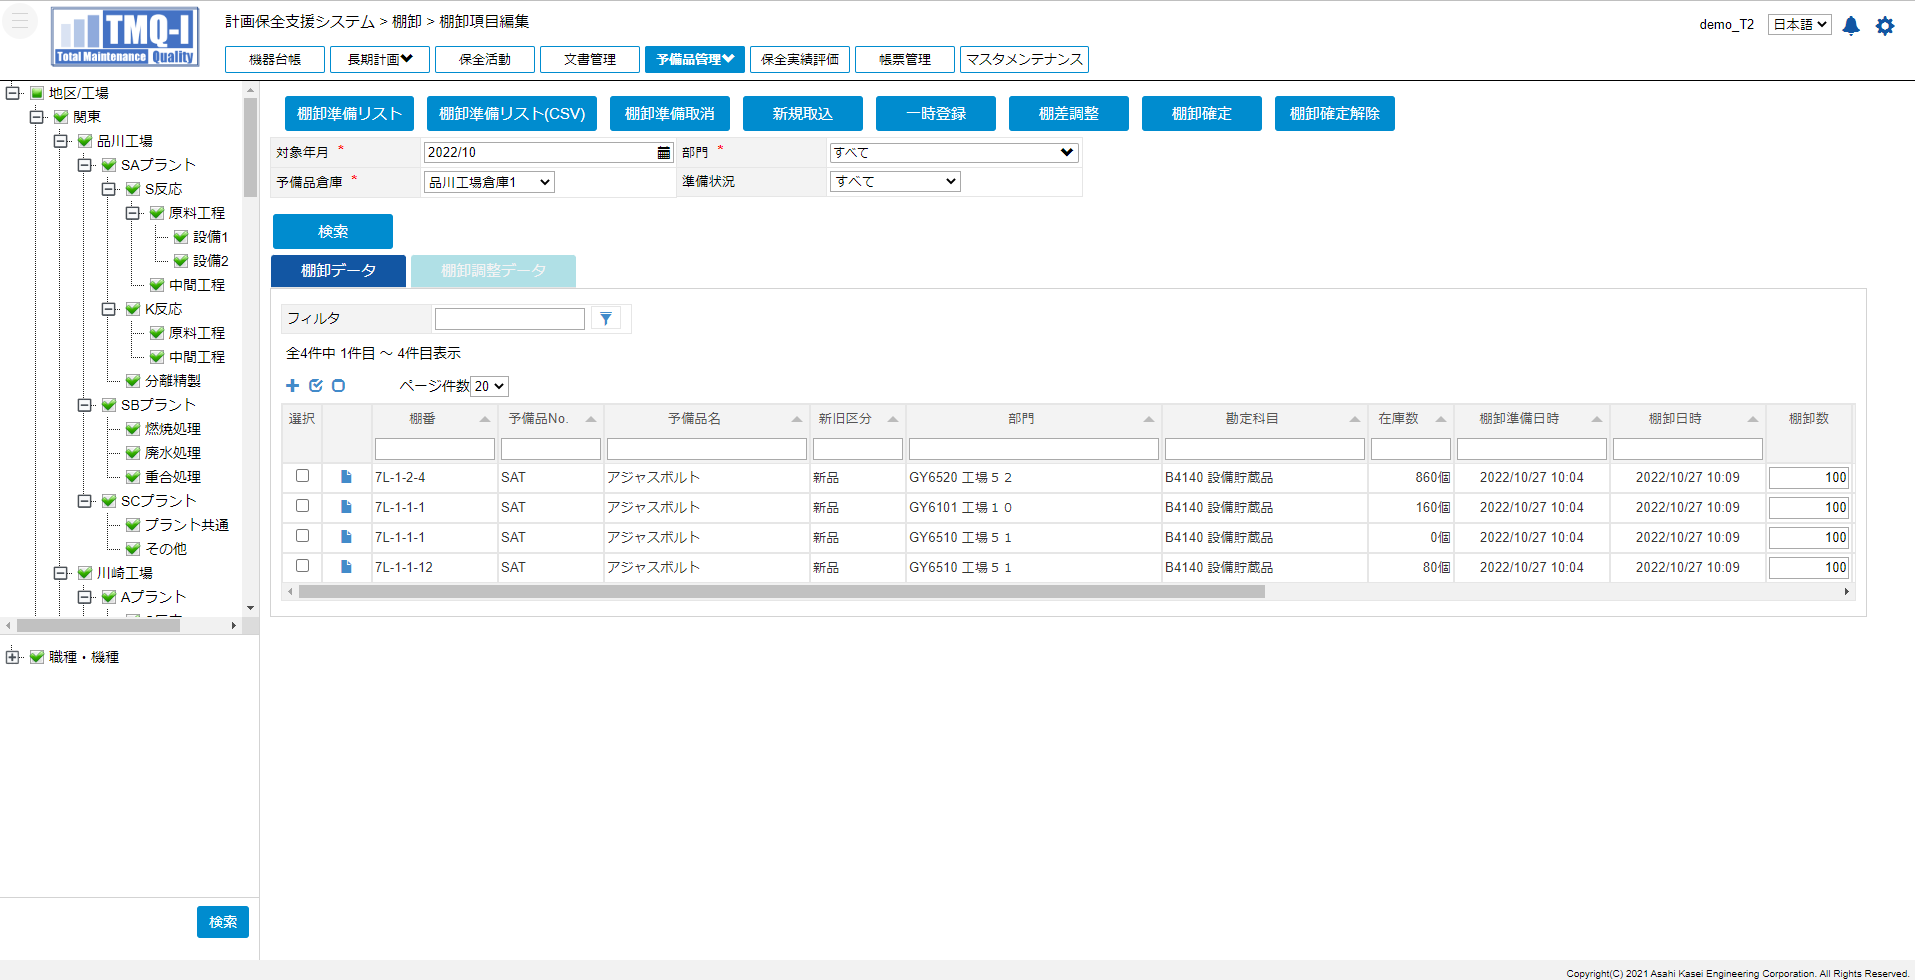 TMQ-I
Total Maintenance Quality
計画保全支援システム > 棚卸 > 棚卸項目編集
demo_T2 日本語
機器台帳 長期計画 保全活動 文書管理 予備品管理 保全実績評価 帳票管理 マスタメンテナンス
地区/工場
関東
品川工場
SAプラント
S反応
原料工程
設備1
設備2
中間工程
K反応
原料工程
中間工程
分離精製
SBプラント
燃焼処理
廃水処理
重合処理
SCプラント
プラント共通
その他
川崎工場
Aプラント
職種・機種
検索
棚卸準備リスト 棚卸準備リスト(CSV) 棚卸準備取消 新規取込 一時登録 棚差調整 棚卸確定 棚卸確定解除
対象年月 * 2022/10 部門 * すべて
予備品倉庫 * 品川工場倉庫1 準備状況 すべて
検索
棚卸データ 棚卸調整データ
フィルタ
全4件中 1件目 ～ 4件目表示
ページ件数 20
選択 棚番 予備品No. 予備品名 新旧区分 部門 勘定科目 在庫数 棚卸準備日時 棚卸日時 棚卸数
7L-1-2-4 SAT アジャスボルト 新品 GY6520 工場５２ B4140 設備貯蔵品 860個 2022/10/27 10:04 2022/10/27 10:09 100
7L-1-1-1 SAT アジャスボルト 新品 GY6101 工場１０ B4140 設備貯蔵品 160個 2022/10/27 10:04 2022/10/27 10:09 100
7L-1-1-1 SAT アジャスボルト 新品 GY6510 工場５１ B4140 設備貯蔵品 0個 2022/10/27 10:04 2022/10/27 10:09 100
7L-1-1-12 SAT アジャスボルト 新品 GY6510 工場５１ B4140 設備貯蔵品 80個 2022/10/27 10:04 2022/10/27 10:09 100
Copyright(C) 2021 Asahi Kasei Engineering Corporation. All Rights Reserved.